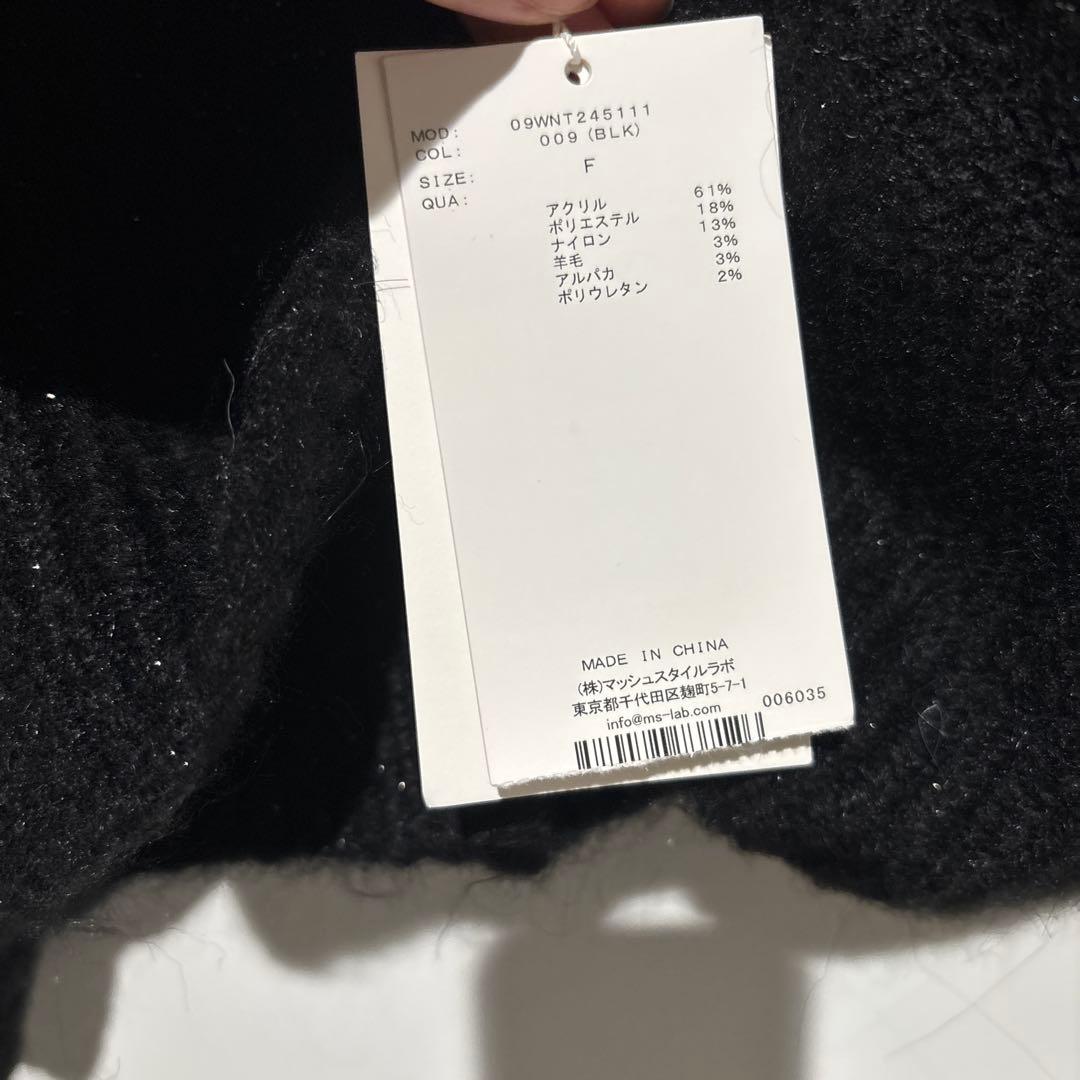 MOD: 09WNT245111
COL: 009 (BLK)
SIZE: F
QUA: アクリル 61%
ポリエステル 18%
ナイロン 13%
羊毛 3%
アルパカ 3%
ポリウレタン 2%
MADE IN CHINA
(株)マッシュスタイルラボ
東京都千代田区麹町5-7-1
info@ms-lab.com 006035